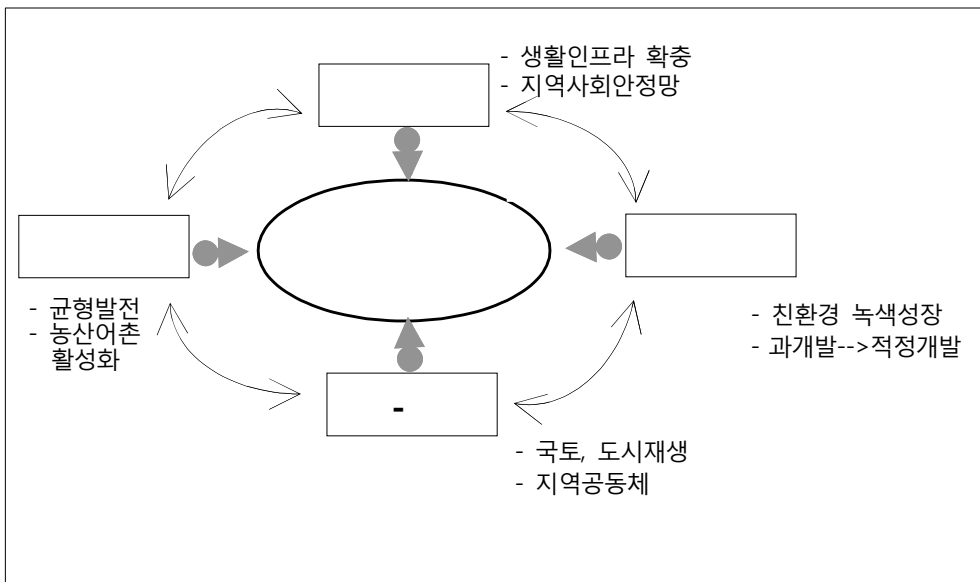 - 생활인프라 확충
- 지역사회안정망
- 균형발전
- 농산어촌
활성화
- 친환경 녹색성장
- 과개발-->적정개발
-
- 국토, 도시재생
- 지역공동체